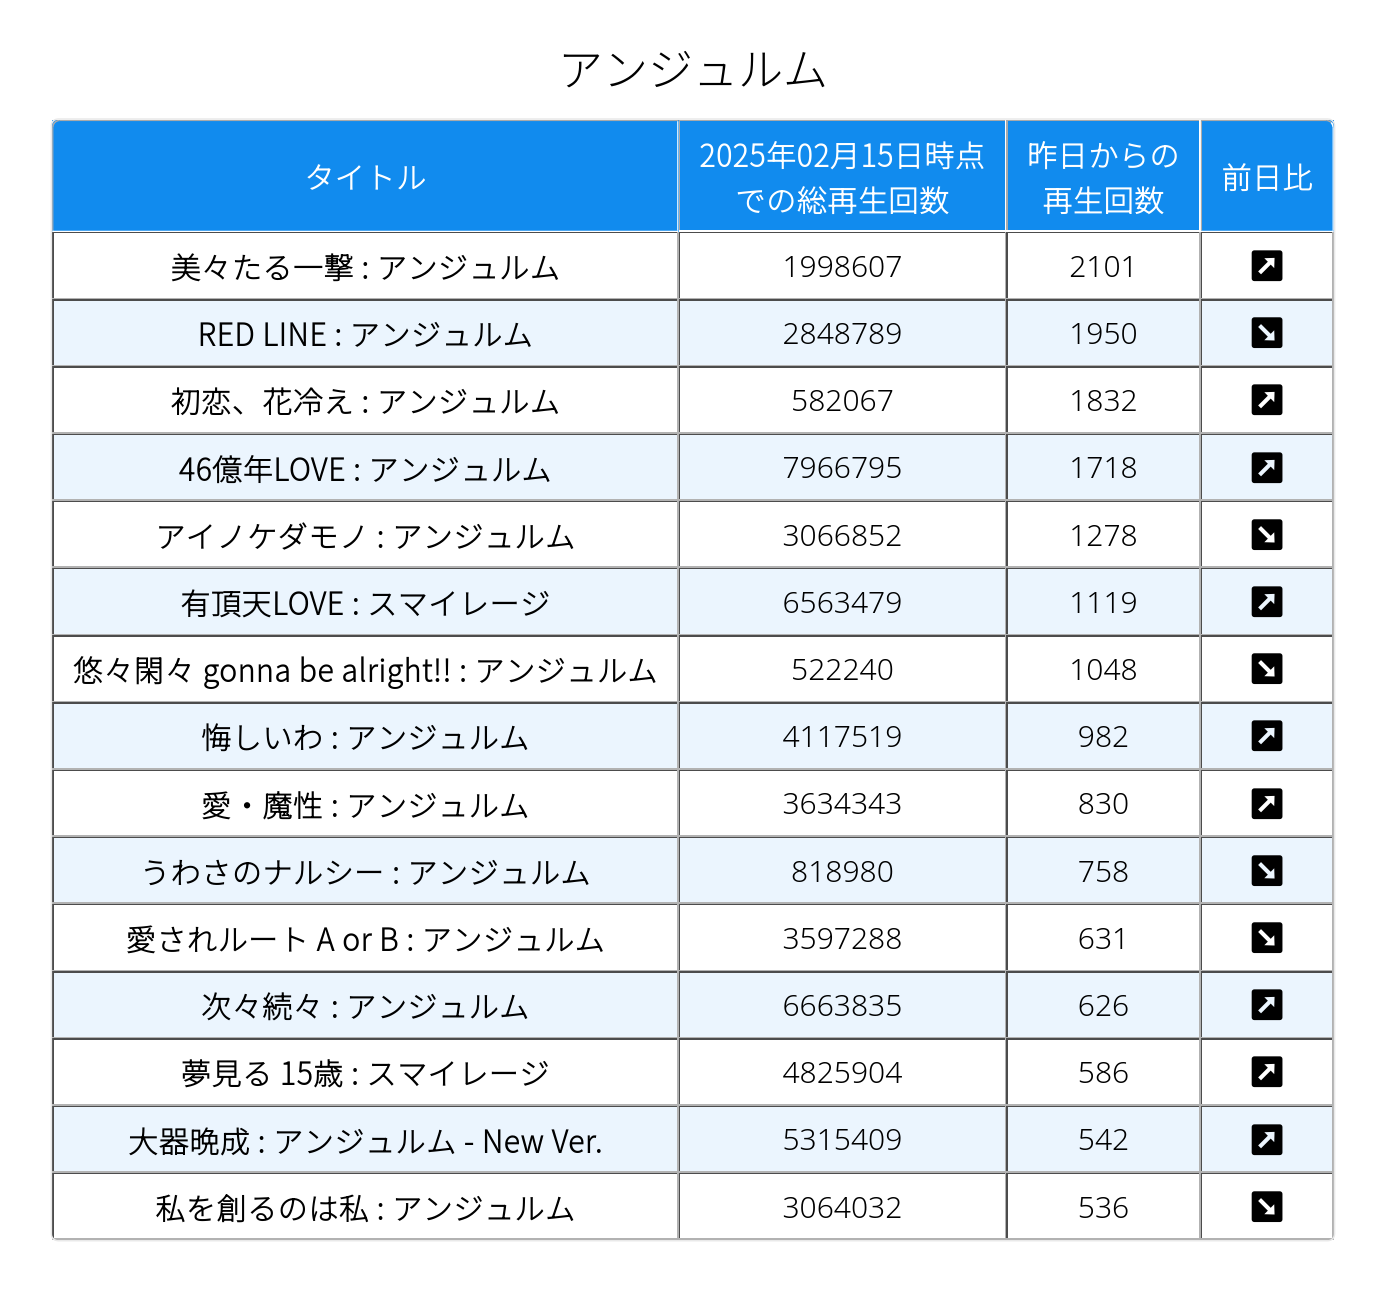 アンジュルム
タイトル 2025年02月15日時点での総再生回数 昨日からの再生回数 前日比
美々たる一撃 : アンジュルム 1998607 2101 ↗
RED LINE : アンジュルム 2848789 1950 ↘
初恋、花冷え : アンジュルム 582067 1832 ↗
46億年LOVE : アンジュルム 7966795 1718 ↗
アイノケダモノ : アンジュルム 3066852 1278 ↘
有頂天LOVE : スマイレージ 6563479 1119 ↗
悠々閑々 gonna be alright!! : アンジュルム 522240 1048 ↘
悔しいわ : アンジュルム 4117519 982 ↗
愛・魔性 : アンジュルム 3634343 830 ↗
うわさのナルシー : アンジュルム 818980 758 ↘
愛されルート A or B : アンジュルム 3597288 631 ↘
次々続々 : アンジュルム 6663835 626 ↗
夢見る 15歳 : スマイレージ 4825904 586 ↗
大器晩成 : アンジュルム - New Ver. 5315409 542 ↗
私を創るのは私 : アンジュルム 3064032 536 ↘